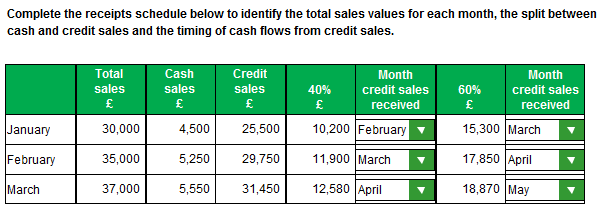 Complete the receipts schedule below to identify the total sales values for each month, the split between
cash and credit sales and the timing of cash flows from credit sales.
Total sales £ Cash sales £ Credit sales £ 40% £ Month credit sales received 60% £ Month credit sales received
January 30,000 4,500 25,500 10,200 February 15,300 March
February 35,000 5,250 29,750 11,900 March 17,850 April
March 37,000 5,550 31,450 12,580 April 18,870 May